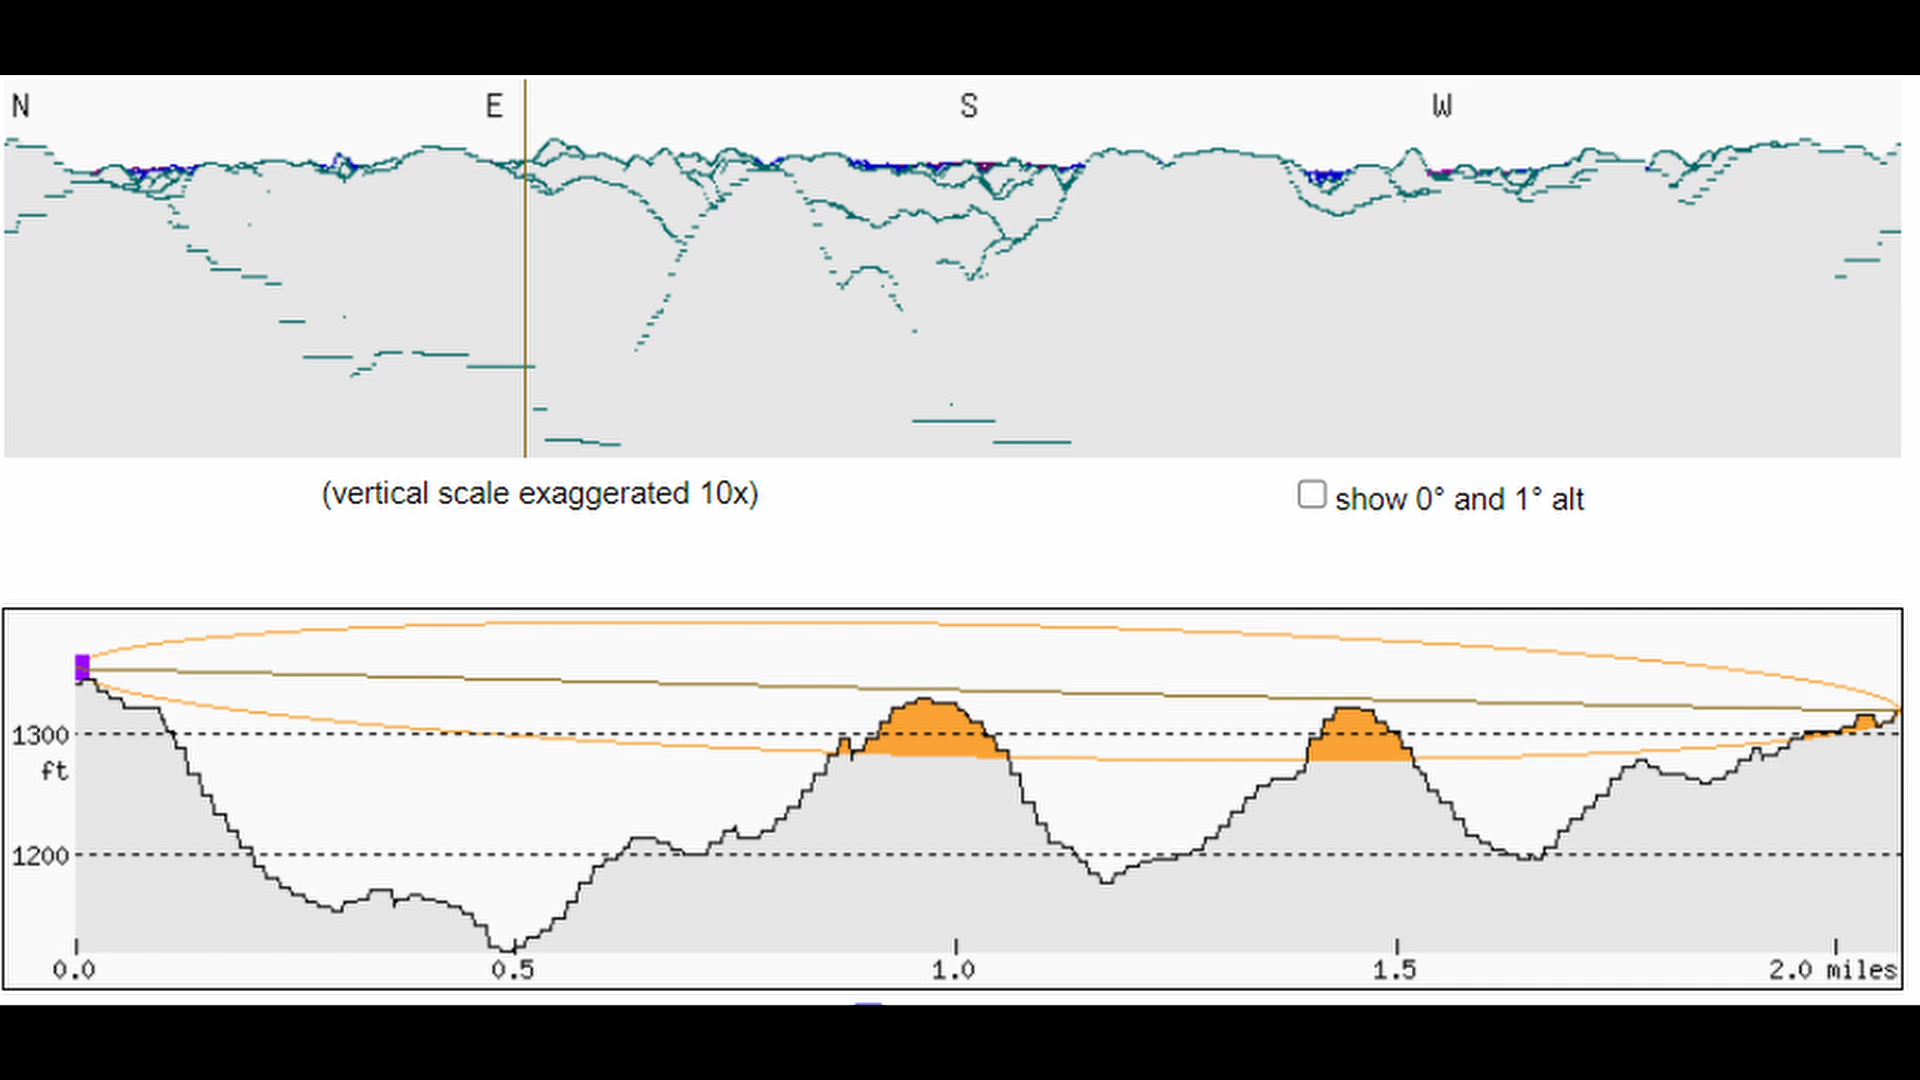 N E S W
(vertical scale exaggerated 10x) show 0° and 1° alt
1300
ft
1200
0.0 0.5 1.0 1.5 2.0 miles